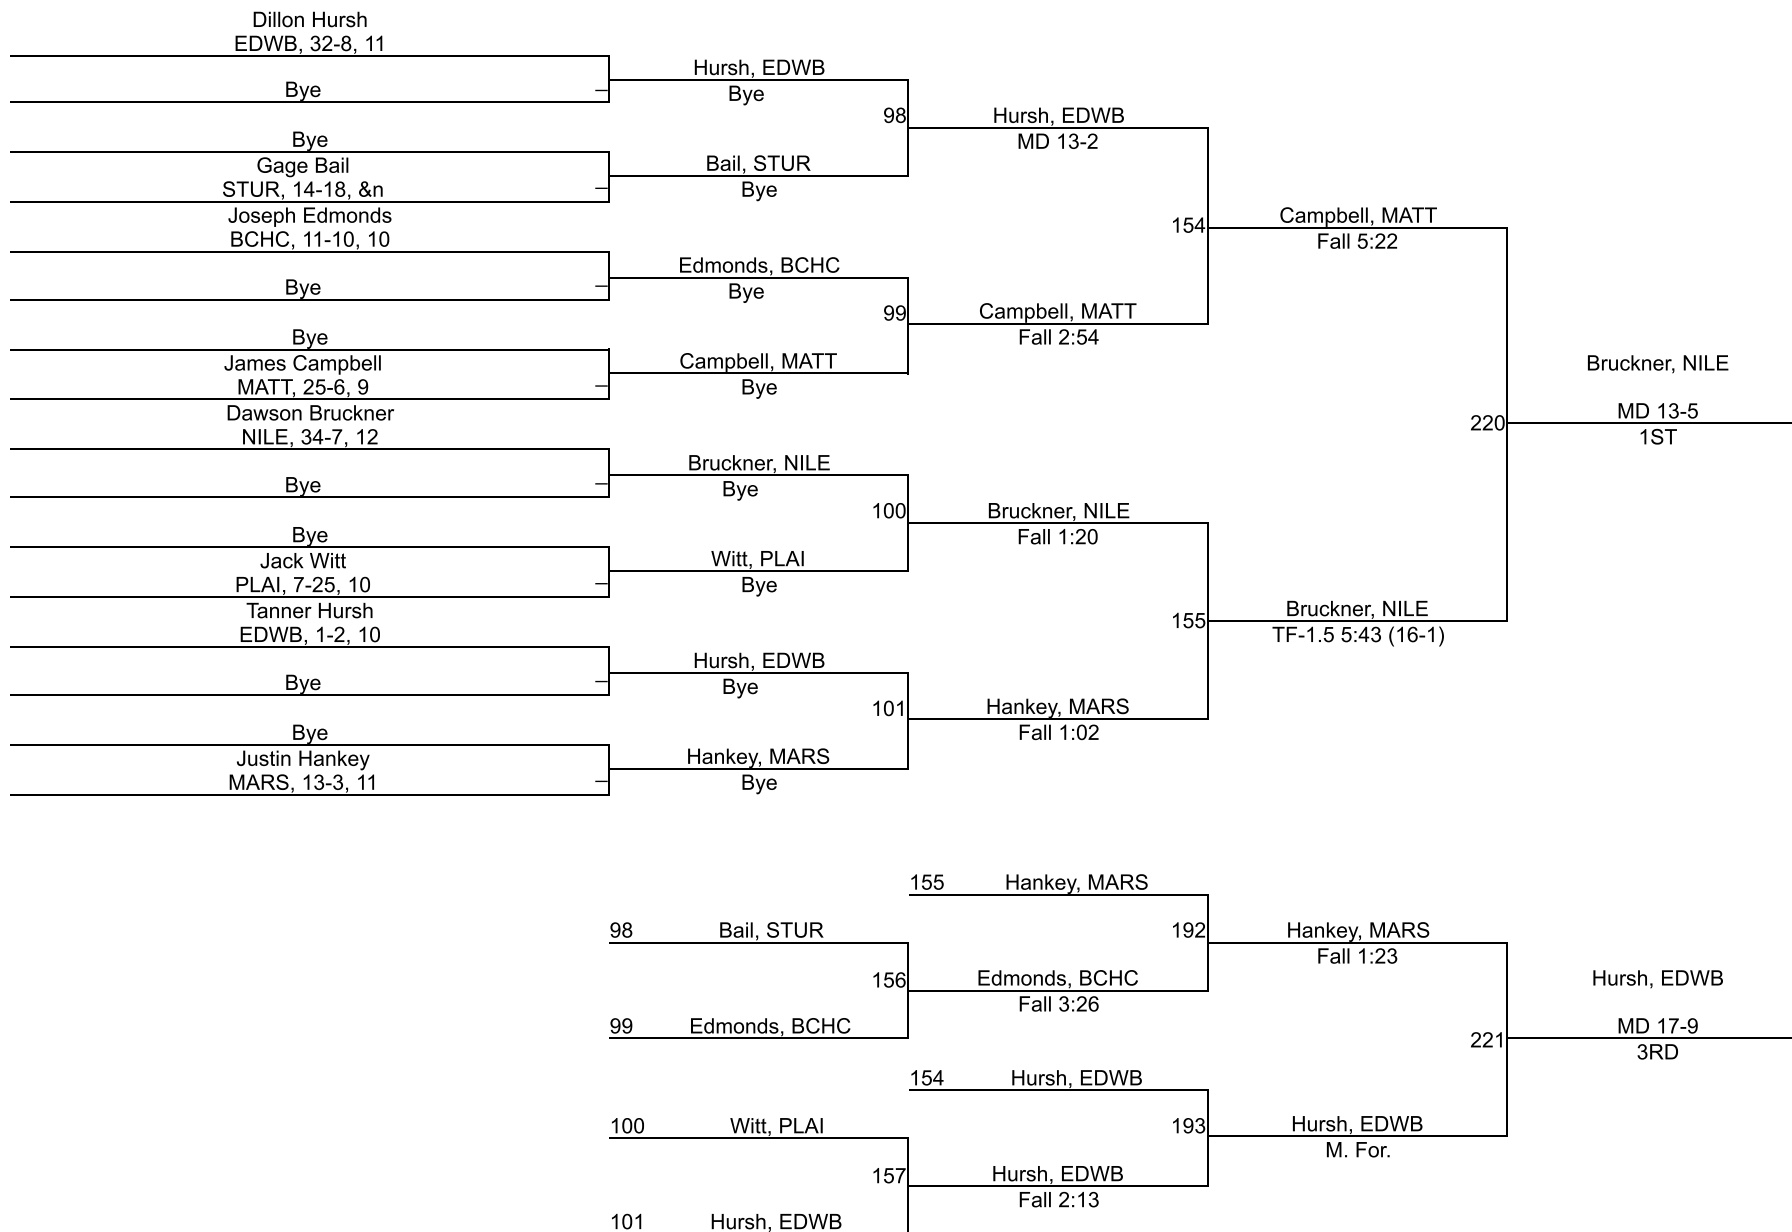 Dillon Hursh
EDWB, 32-8, 11
Bye
Bye
Gage Bail
STUR, 14-18, &n
Joseph Edmonds
BCHC, 11-10, 10
Bye
Bye
James Campbell
MATT, 25-6, 9
Dawson Bruckner
NILE, 34-7, 12
Bye
Bye
Jack Witt
PLAI, 7-25, 10
Tanner Hursh
EDWB, 1-2, 10
Bye
Bye
Justin Hankey
MARS, 13-3, 11
Hursh, EDWB
Bye
98
Bail, STUR
Bye
Edmonds, BCHC
Bye
99
Campbell, MATT
Bye
Bruckner, NILE
Bye
100
Witt, PLAI
Bye
Hursh, EDWB
Bye
101
Hankey, MARS
Bye
Hursh, EDWB
MD 13-2
154
Campbell, MATT
Fall 2:54
Bruckner, NILE
Fall 1:20
155
Hankey, MARS
Fall 1:02
Campbell, MATT
Fall 5:22
220
Bruckner, NILE
TF-1.5 5:43 (16-1)
Bruckner, NILE
MD 13-5
1ST
98 Bail, STUR
156
99 Edmonds, BCHC
100 Witt, PLAI
157
101 Hursh, EDWB
155 Hankey, MARS
192
Edmonds, BCHC
Fall 3:26
154 Hursh, EDWB
193
Hursh, EDWB
Fall 2:13
Hankey, MARS
Fall 1:23
221
Hursh, EDWB
M. For.
Hursh, EDWB
MD 17-9
3RD